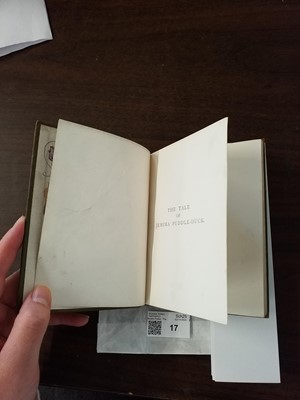 THE TALE
OF
JEMIMA PUDDLE-DUCK
17